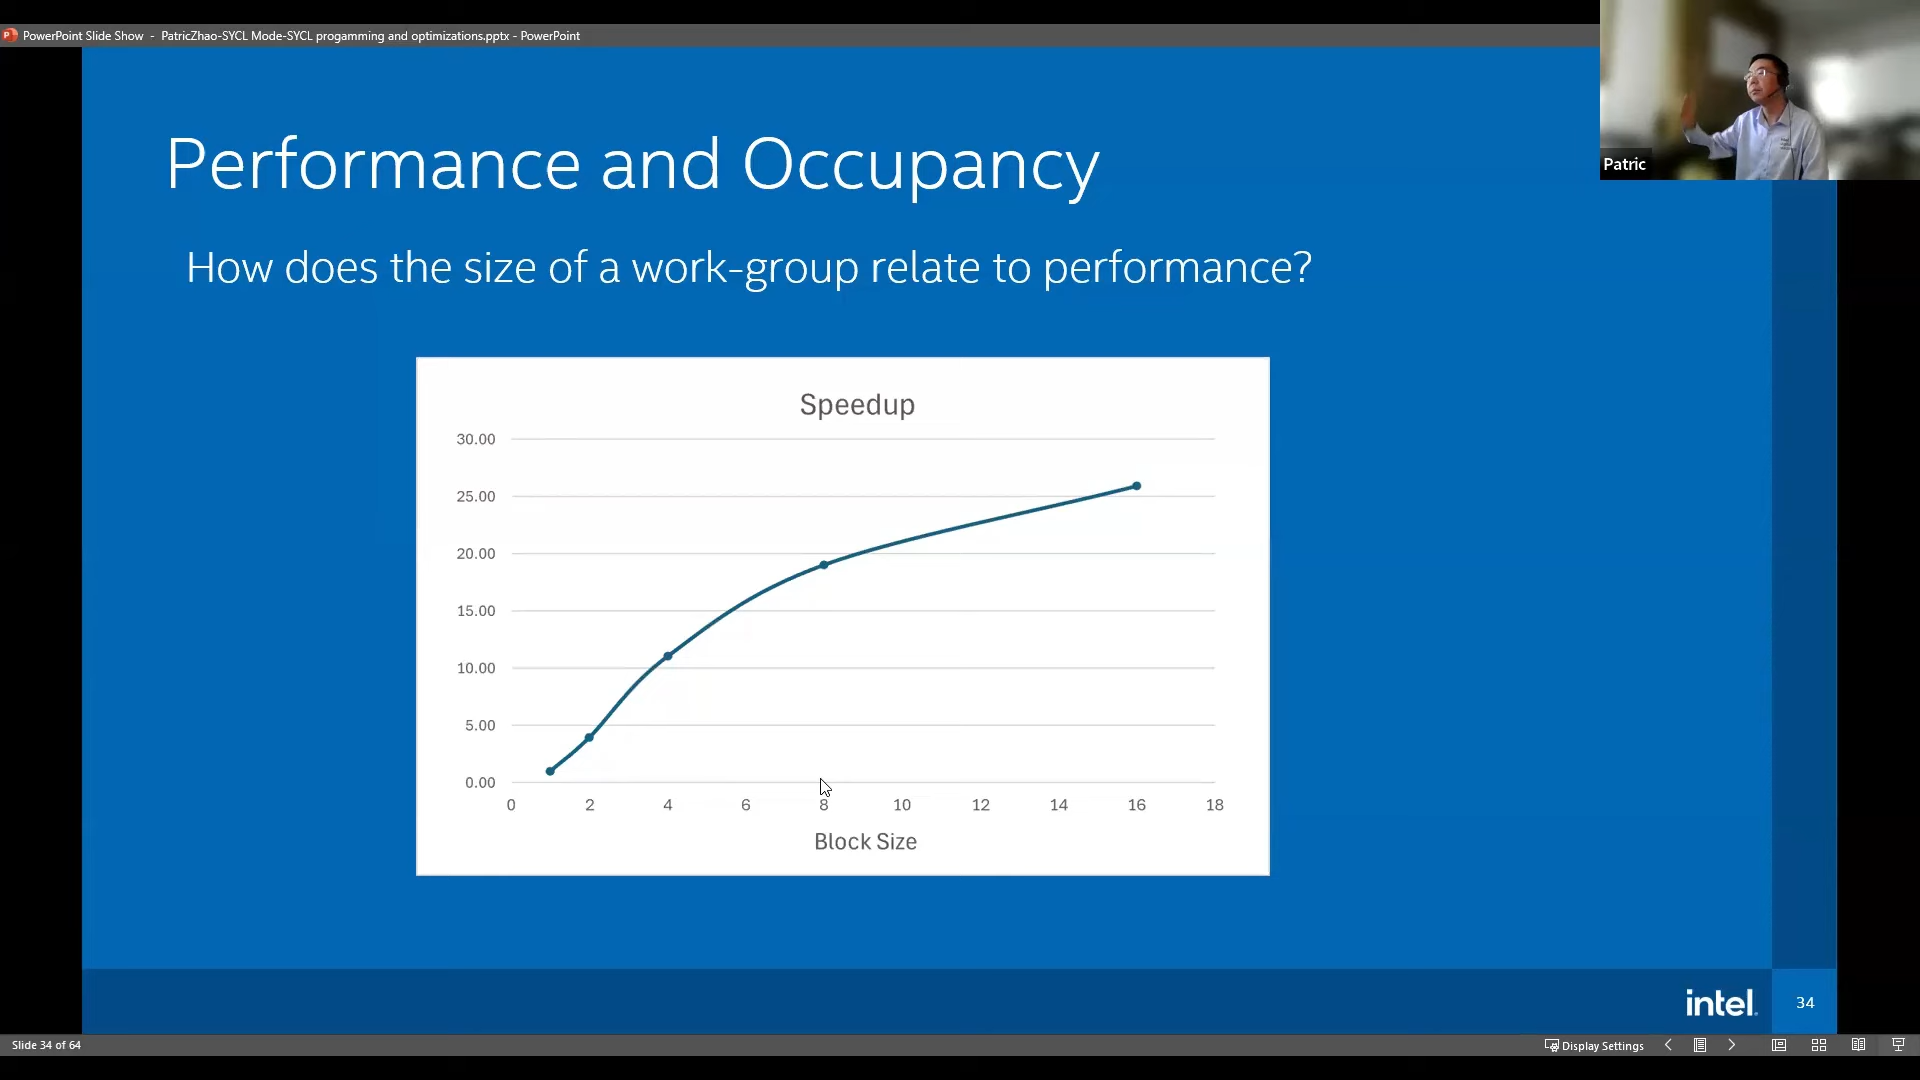 PowerPoint Slide Show - PatricZhao-SYCL Mode-SYCL progamming and optimizations.pptx - PowerPoint
Patric
Performance and Occupancy
How does the size of a work-group relate to performance?
Speedup
30.00
25.00
20.00
15.00
10.00
5.00
0.00
0 2 4 6 8 10 12 14 16 18
Block Size
intel.
34
Slide 34 of 64
Display Settings